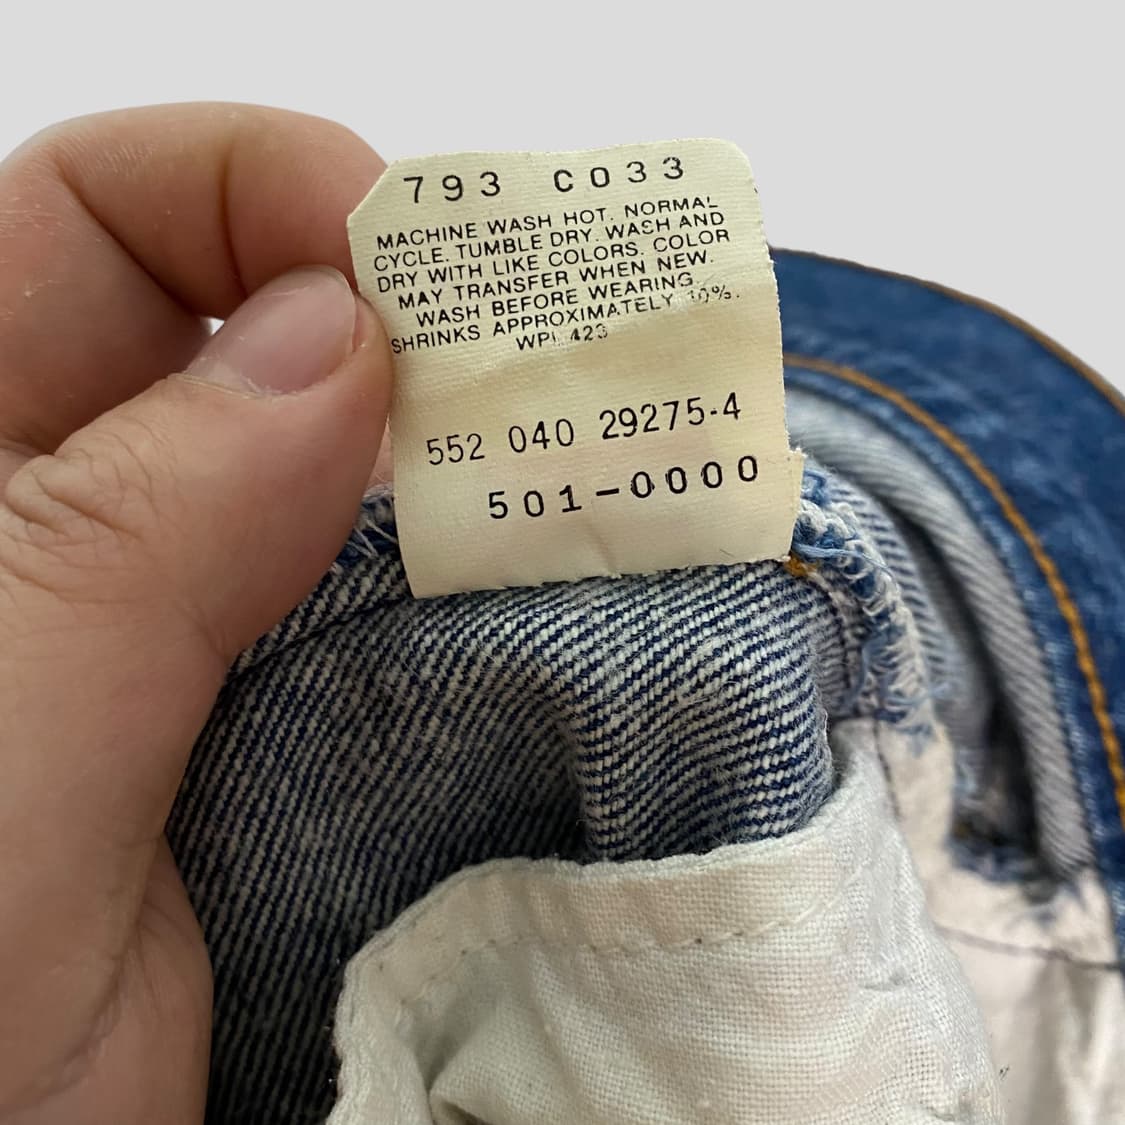 793 C033
MACHINE WASH HOT. NORMAL
CYCLE. TUMBLE DRY. WASH AND
DRY WITH LIKE COLORS. COLOR
MAY TRANSFER WHEN NEW.
WASH BEFORE WEARING.
SHRINKS APPROXIMATELY 10%.
WPL 423
552 040 29275-4
501-0000